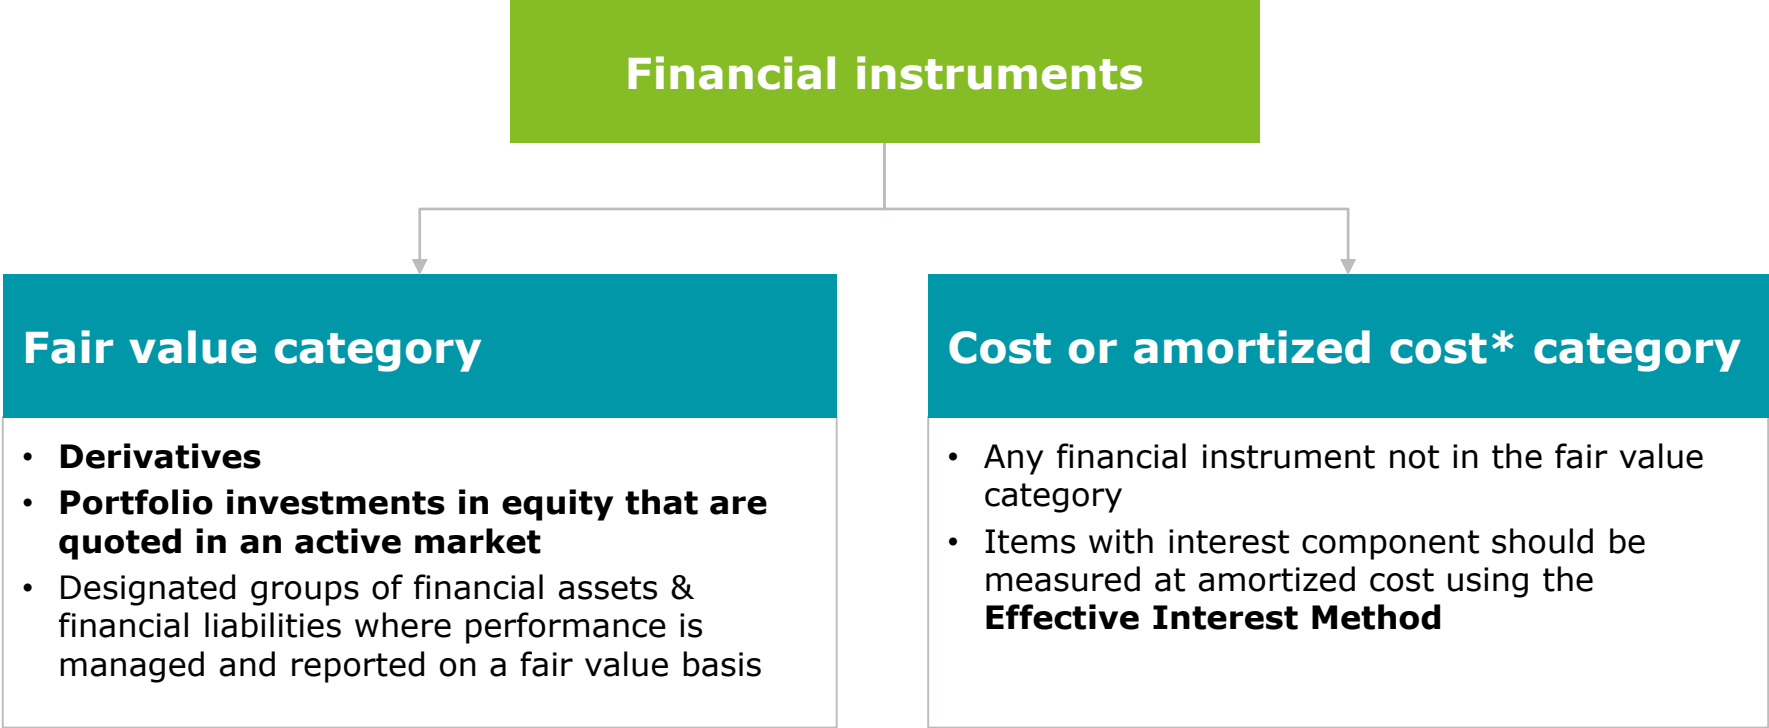 Financial instruments
Fair value category
• Derivatives
• Portfolio investments in equity that are
quoted in an active market
• Designated groups of financial assets &
financial liabilities where performance is
managed and reported on a fair value basis
Cost or amortized cost* category
• Any financial instrument not in the fair value
category
• Items with interest component should be
measured at amortized cost using the
Effective Interest Method